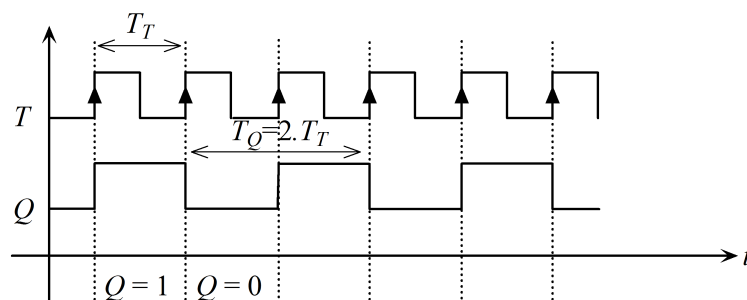 T_T
T
T_Q=2.T_T
Q
t
Q = 1
Q = 0